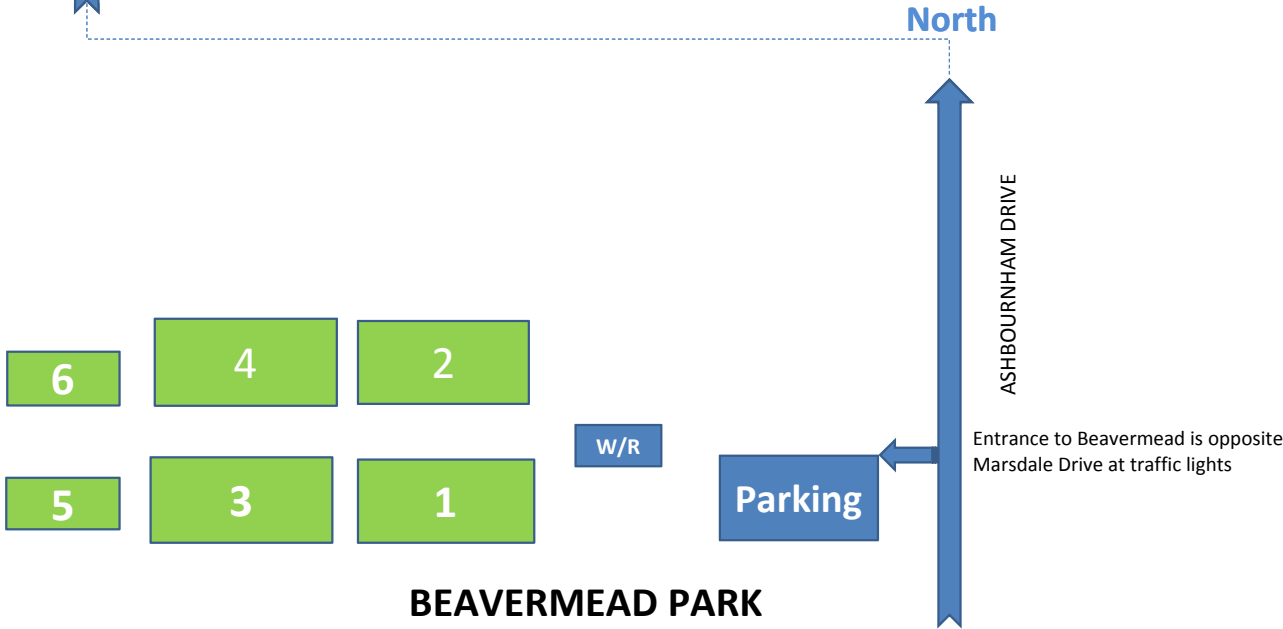 North
ASHBOURNHAM DRIVE
6
4
2
W/R
Entrance to Beavermead is opposite
Marsdale Drive at traffic lights
5
3
1
Parking
BEAVERMEAD PARK